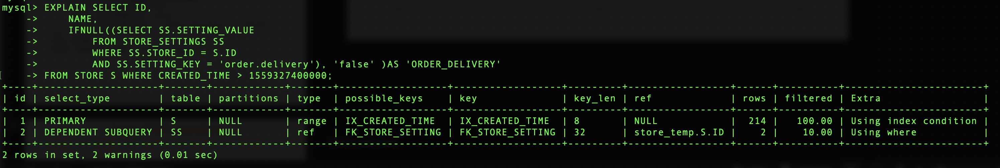 mysql> EXPLAIN SELECT ID,
    ->     NAME,
    ->     IFNULL((SELECT SS.SETTING_VALUE
    ->         FROM STORE_SETTINGS SS
    ->         WHERE SS.STORE_ID = S.ID
    ->         AND SS.SETTING_KEY = 'order.delivery'), 'false' )AS 'ORDER_DELIVERY'
    -> FROM STORE S WHERE CREATED_TIME > 1559327400000;
+----+--------------------+-------+------------+-------+------------------+------------------+---------+-----------------+------+----------+-----------------------+
| id | select_type        | table | partitions | type  | possible_keys    | key              | key_len | ref             | rows | filtered | Extra                 |
+----+--------------------+-------+------------+-------+------------------+------------------+---------+-----------------+------+----------+-----------------------+
|  1 | PRIMARY            | S     | NULL       | range | IX_CREATED_TIME  | IX_CREATED_TIME  | 8       | NULL            |  214 |   100.00 | Using index condition |
|  2 | DEPENDENT SUBQUERY | SS    | NULL       | ref   | FK_STORE_SETTING | FK_STORE_SETTING | 32      | store_temp.S.ID |    2 |    10.00 | Using where           |
+----+--------------------+-------+------------+-------+------------------+------------------+---------+-----------------+------+----------+-----------------------+
2 rows in set, 2 warnings (0.01 sec)